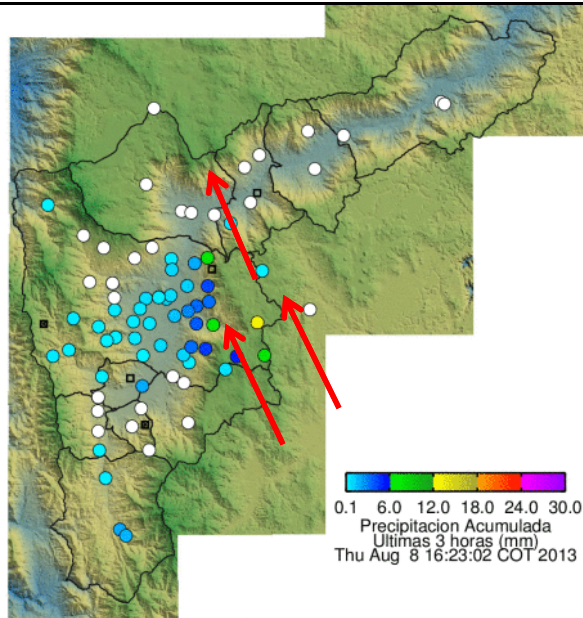 0.1 6.0 12.0 18.0 24.0 30.0
Precipitacion Acumulada
Ultimas 3 horas (mm)
Thu Aug 8 16:23:02 COT 2013